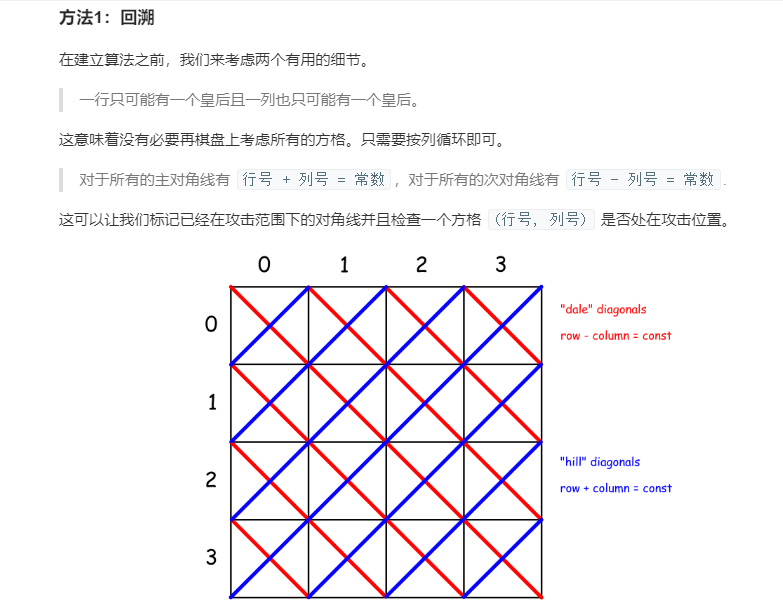 方法1：回溯
在建立算法之前，我们来考虑两个有用的细节。
一行只可能有一个皇后且一列也只可能有一个皇后。
这意味着没有必要再棋盘上考虑所有的方格。只需要按列循环即可。
对于所有的主对角线有 行号 + 列号 = 常数 ，对于所有的次对角线有 行号 - 列号 = 常数 .
这可以让我们标记已经在攻击范围下的对角线并且检查一个方格 （行号, 列号） 是否处在攻击位置。
0 1 2 3
0
"dale" diagonals
row - column = const
1
"hill" diagonals
2
row + column = const
3